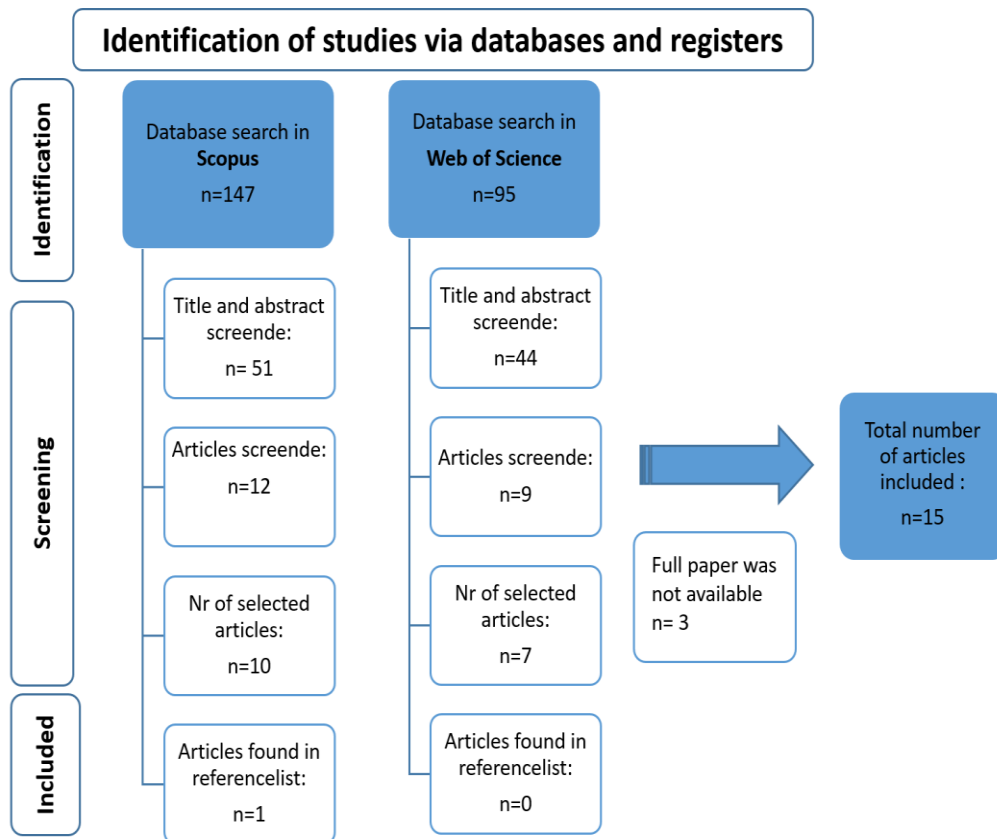 Identification of studies via databases and registers
Identification
Database search in
Scopus
n=147
Database search in
Web of Science
n=95
Screening
Title and abstract
screende:
n= 51
Title and abstract
screende:
n=44
Articles screende:
n=12
Articles screende:
n=9
Nr of selected
articles:
n=10
Nr of selected
articles:
n=7
Full paper was
not available
n= 3
Total number
of articles
included :
n=15
Included
Articles found in
referencelist:
n=1
Articles found in
referencelist:
n=0